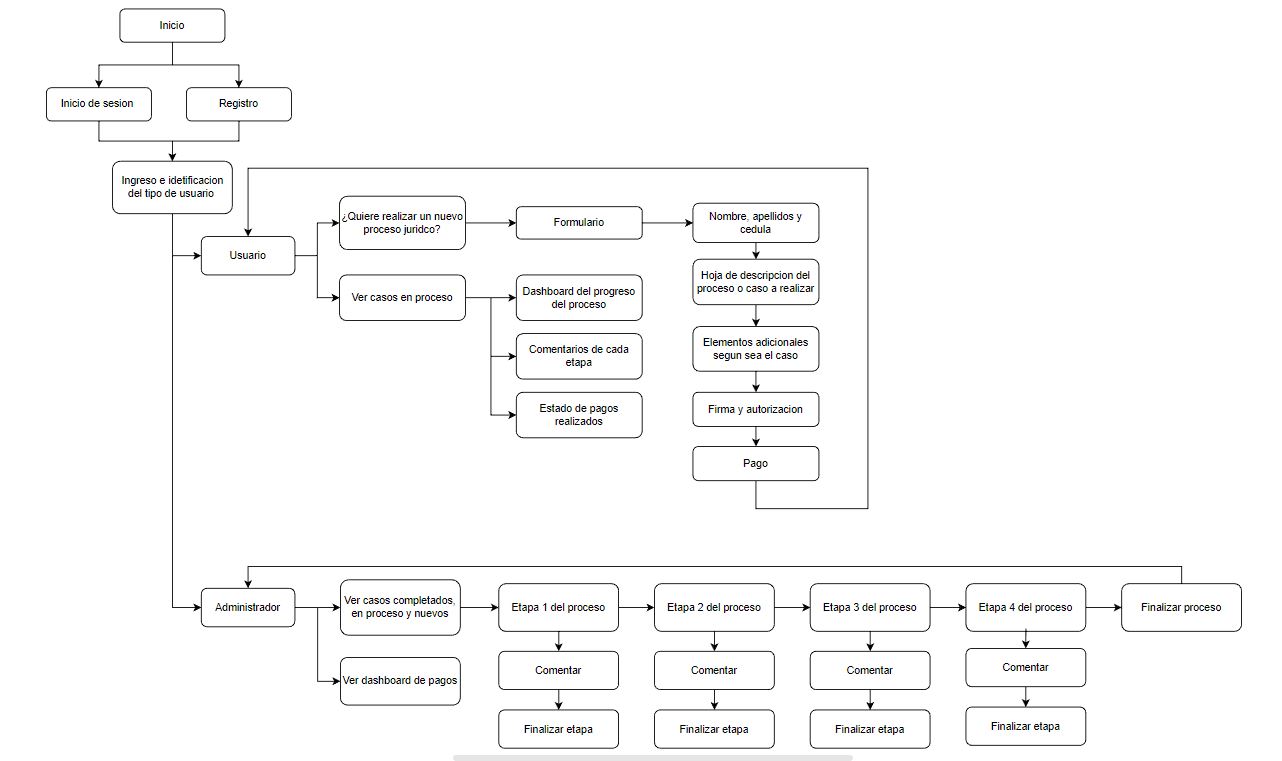 Inicio
Inicio de sesion
Registro
Ingreso e idetificacion
del tipo de usuario
Usuario
¿Quiere realizar un nuevo
proceso juridco?
Formulario
Nombre, apellidos y
cedula
Hoja de descripcion del
proceso o caso a realizar
Elementos adicionales
segun sea el caso
Firma y autorizacion
Pago
Ver casos en proceso
Dashboard del progreso
del proceso
Comentarios de cada
etapa
Estado de pagos
realizados
Administrador
Ver casos completados,
en proceso y nuevos
Ver dashboard de pagos
Etapa 1 del proceso
Comentar
Finalizar etapa
Etapa 2 del proceso
Comentar
Finalizar etapa
Etapa 3 del proceso
Comentar
Finalizar etapa
Etapa 4 del proceso
Comentar
Finalizar etapa
Finalizar proceso